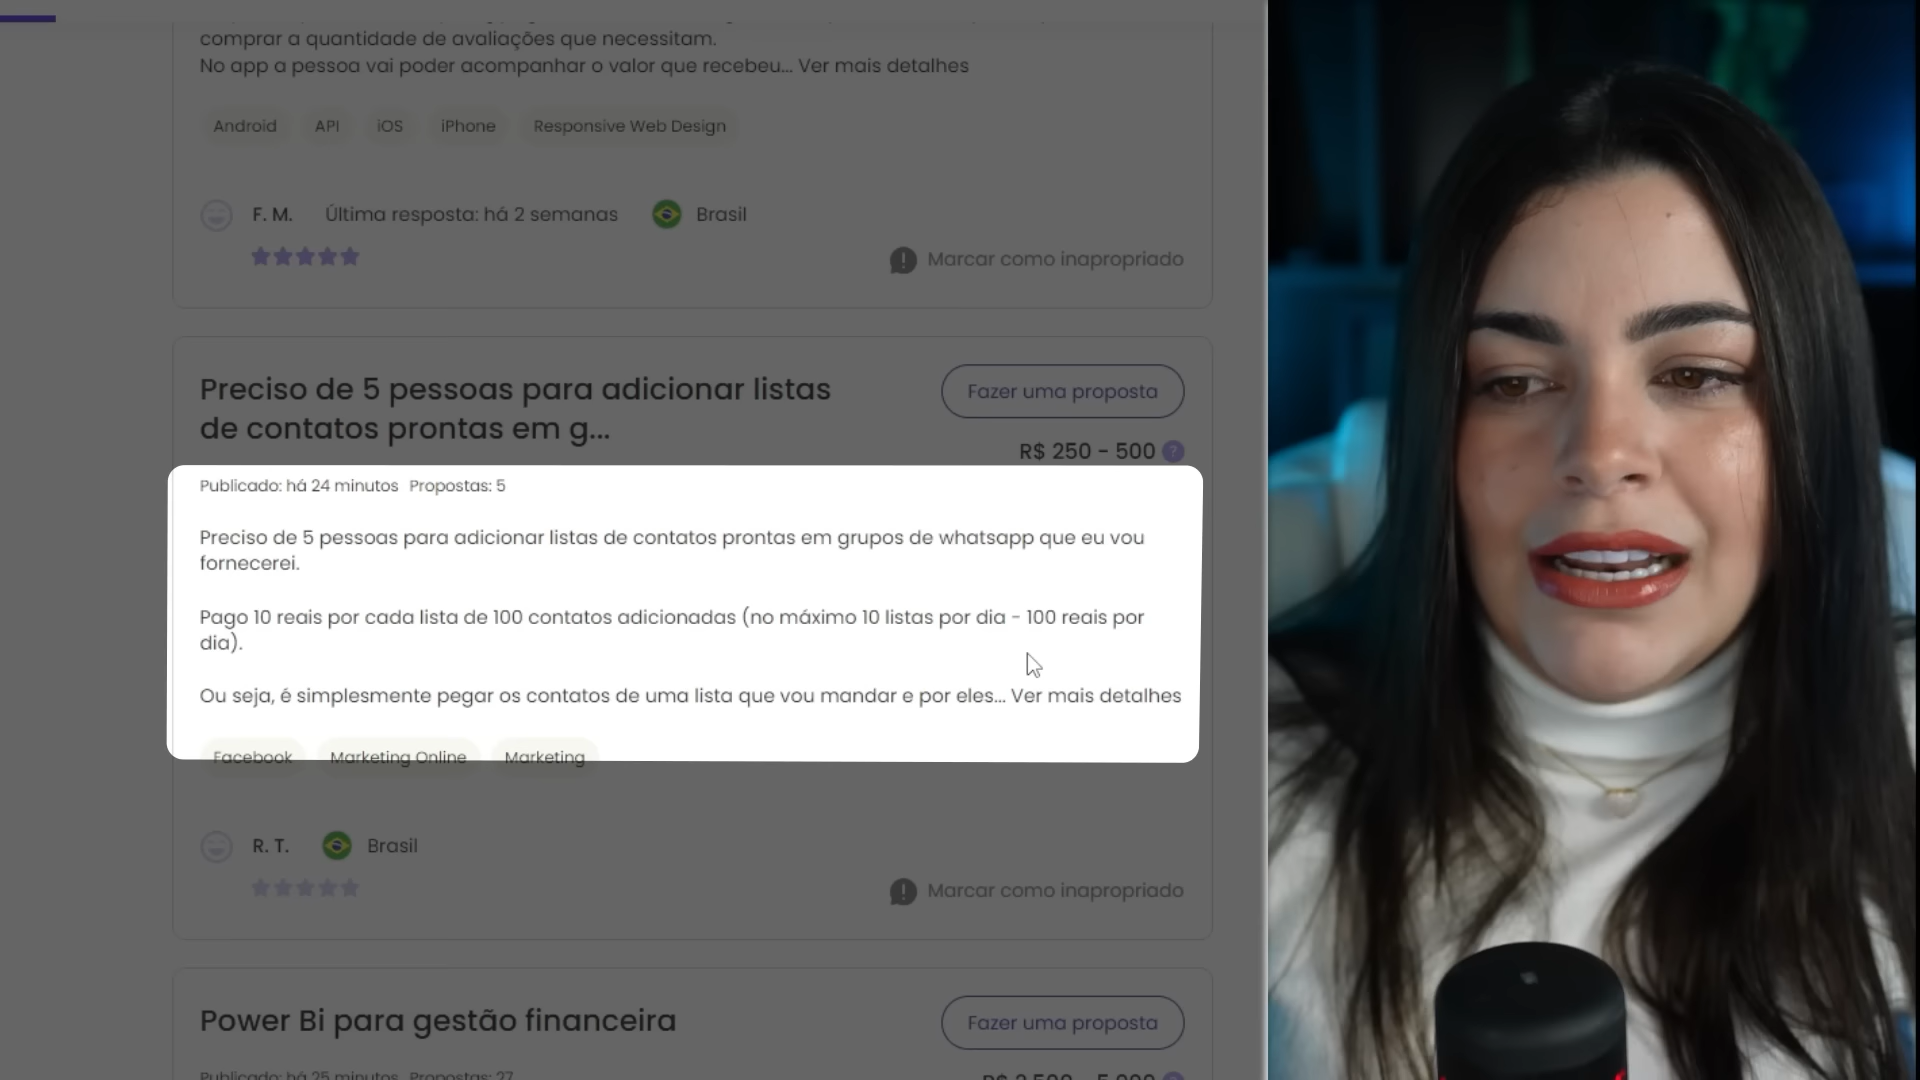 comprar a quantidade de avaliações que necessitam.
No app a pessoa vai poder acompanhar o valor que recebeu... Ver mais detalhes
Android API iOS iPhone Responsive Web Design
F. M. Última resposta: há 2 semanas Brasil
Marcar como inapropriado
Preciso de 5 pessoas para adicionar listas
de contatos prontas em g...
Fazer uma proposta
R$ 250 - 500 ?
Publicado: há 24 minutos Propostas: 5
Preciso de 5 pessoas para adicionar listas de contatos prontas em grupos de whatsapp que eu vou
fornecerei.
Pago 10 reais por cada lista de 100 contatos adicionadas (no máximo 10 listas por dia - 100 reais por
dia).
Ou seja, é simplesmente pegar os contatos de uma lista que vou mandar e por eles... Ver mais detalhes
Facebook Marketing Online Marketing
R. T. Brasil
Marcar como inapropriado
Power Bi para gestão financeira
Fazer uma proposta
Publicado: há 25 minutos Propostas: 27